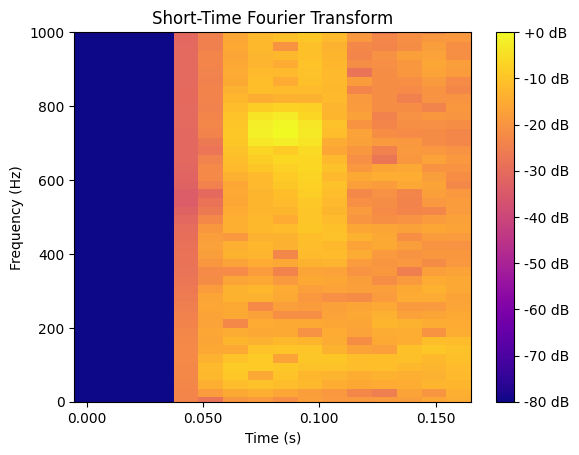 Short-Time Fourier Transform
1000
800
600
400
200
0
Frequency (Hz)
0.000
0.050
0.100
0.150
Time (s)
+0 dB
-10 dB
-20 dB
-30 dB
-40 dB
-50 dB
-60 dB
-70 dB
-80 dB